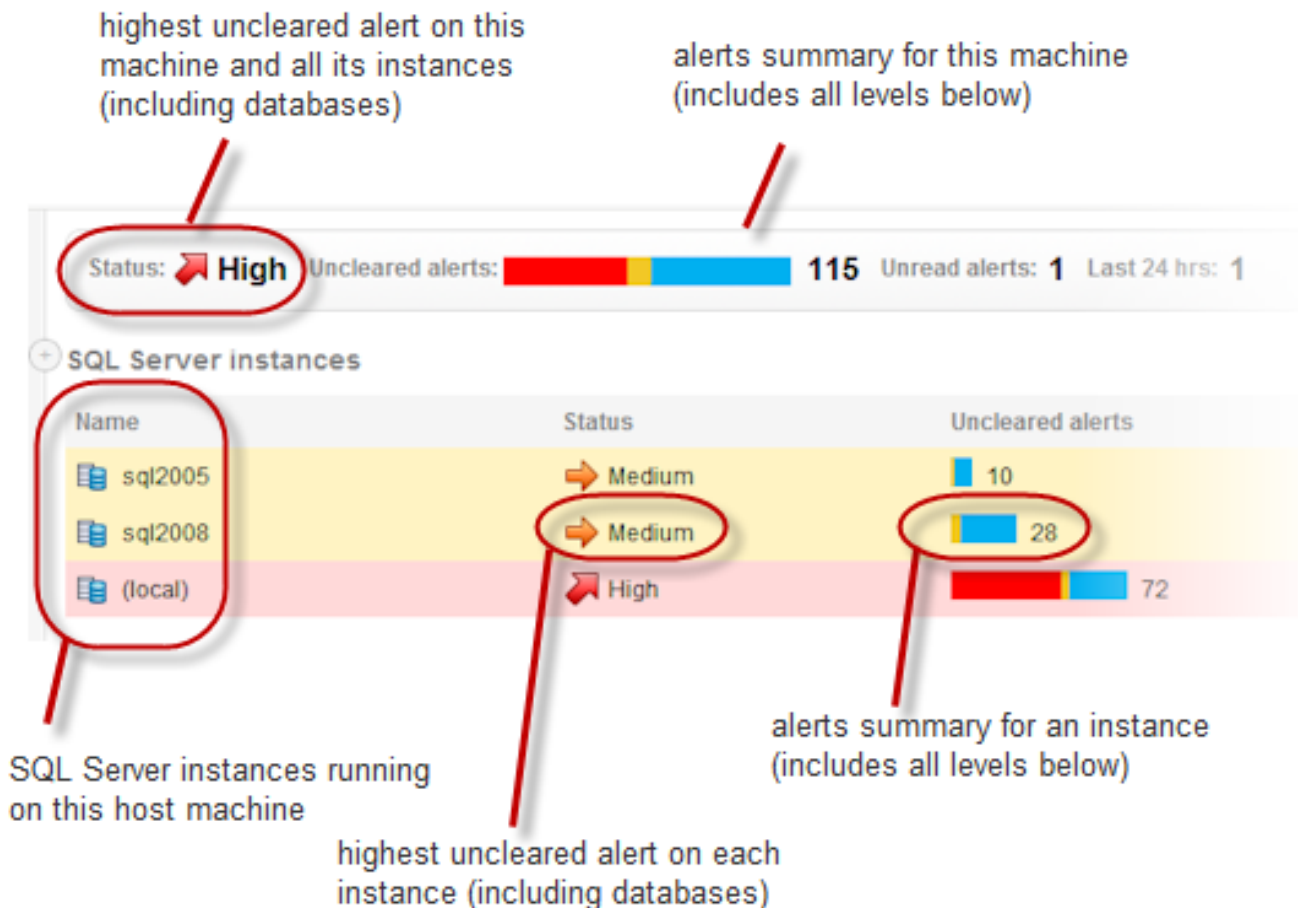 highest uncleared alert on this
machine and all its instances
(including databases)
alerts summary for this machine
(includes all levels below)
Status: High Uncleared alerts: 115 Unread alerts: 1 Last 24 hrs: 1
SQL Server instances
Name Status Uncleared alerts
sql2005 Medium 10
sql2008 Medium 28
(local) High 72
alerts summary for an instance
(includes all levels below)
SQL Server instances running
on this host machine
highest uncleared alert on each
instance (including databases)